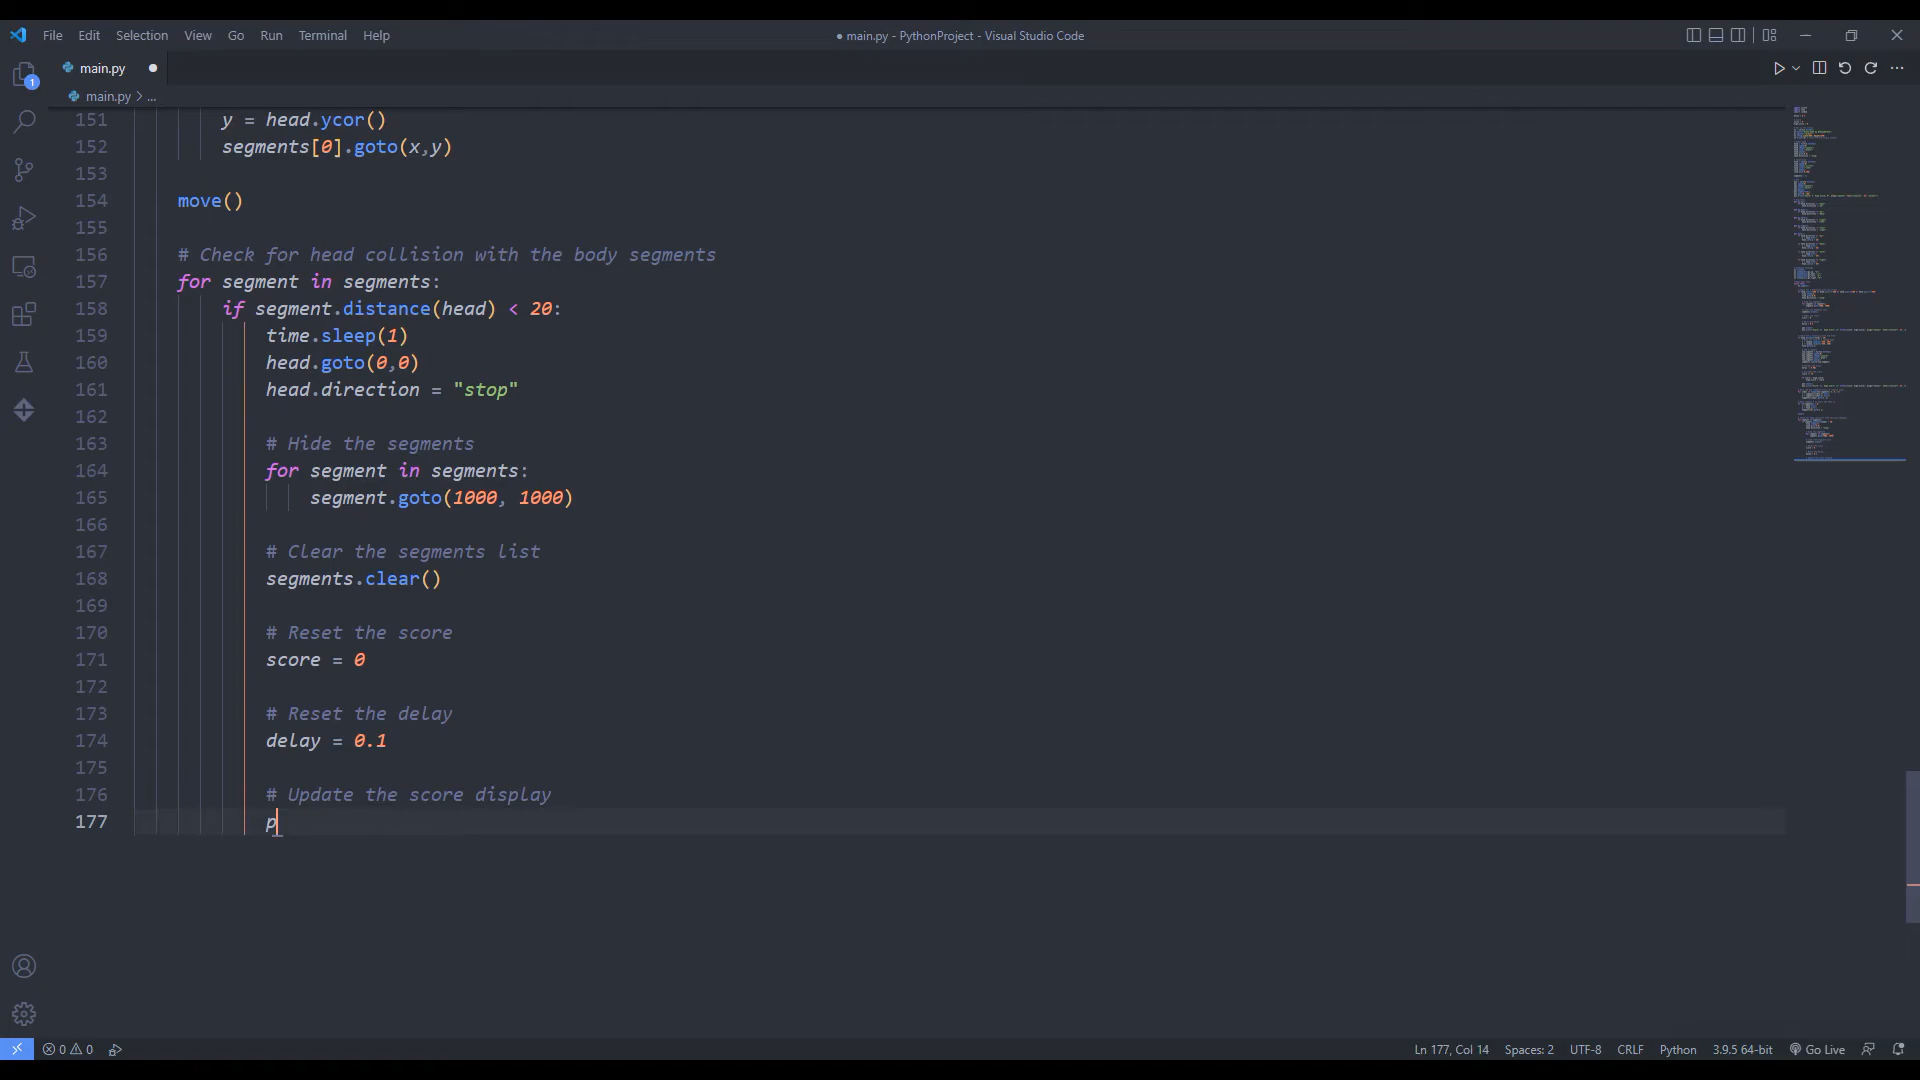 File Edit Selection View Go Run Terminal Help
● main.py - PythonProject - Visual Studio Code
main.py ●
1
main.py > ...
151 y = head.ycor()
152 segments[0].goto(x,y)
153
154 move()
155
156 # Check for head collision with the body segments
157 for segment in segments:
158 if segment.distance(head) < 20:
159 time.sleep(1)
160 head.goto(0,0)
161 head.direction = "stop"
162
163 # Hide the segments
164 for segment in segments:
165 segment.goto(1000, 1000)
166
167 # Clear the segments list
168 segments.clear()
169
170 # Reset the score
171 score = 0
172
173 # Reset the delay
174 delay = 0.1
175
176 # Update the score display
177 p
0 0 Ln 177, Col 14 Spaces: 2 UTF-8 CRLF Python 3.9.5 64-bit Go Live